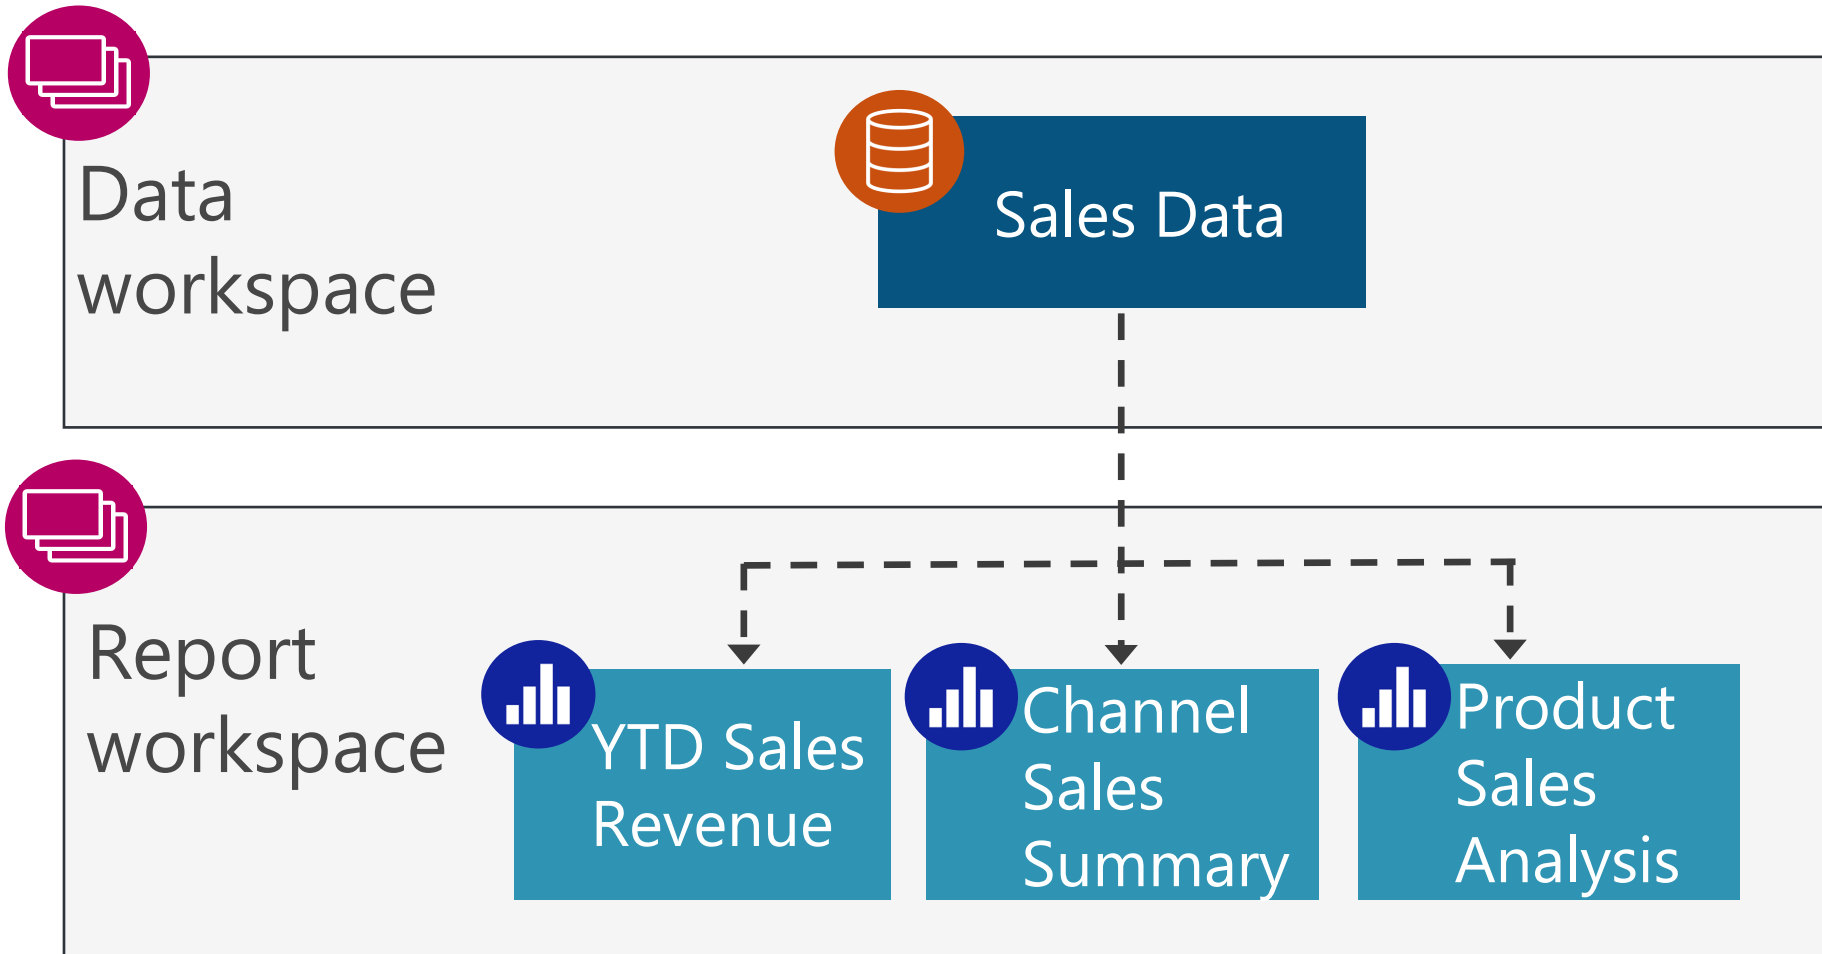 Data
workspace
Sales Data
Report
workspace
YTD Sales
Revenue
Channel
Sales
Summary
Product
Sales
Analysis